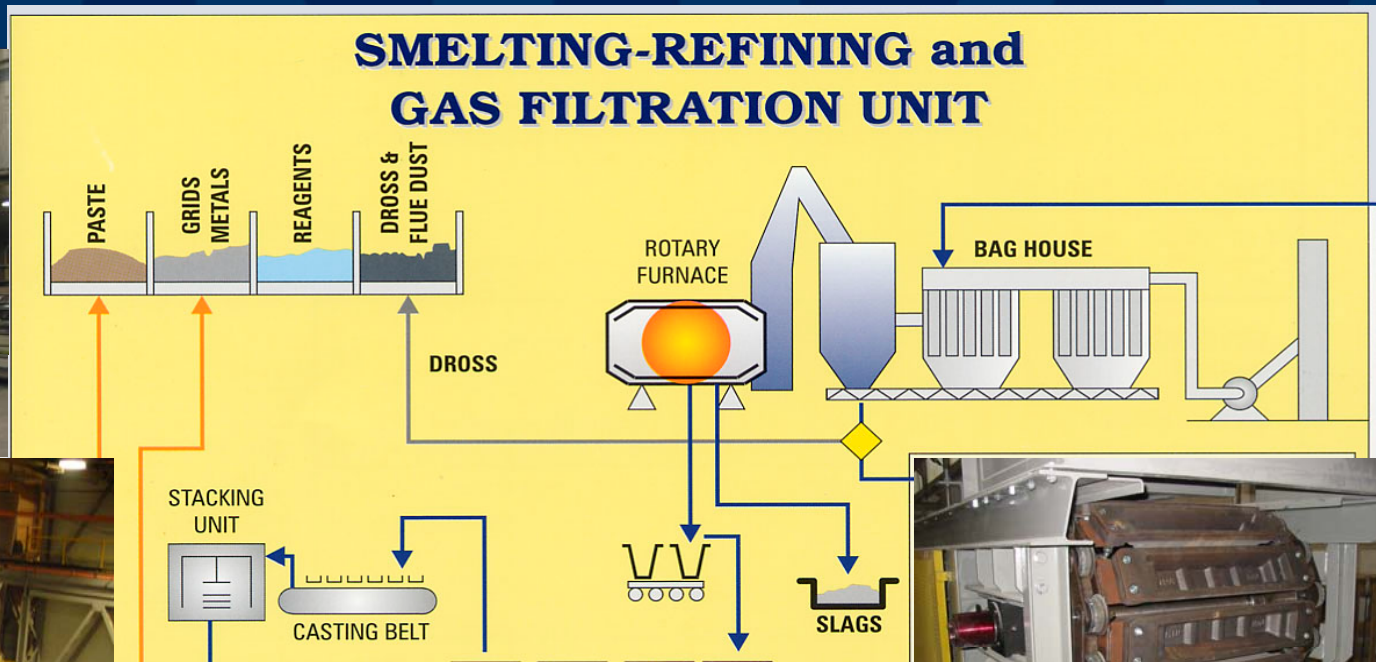 SMELTING-REFINING and
GAS FILTRATION UNIT
PASTE
GRIDS
METALS
REAGENTS
DROSS &
FLUE DUST
ROTARY
FURNACE
BAG HOUSE
DROSS
STACKING
UNIT
CASTING BELT
SLAGS